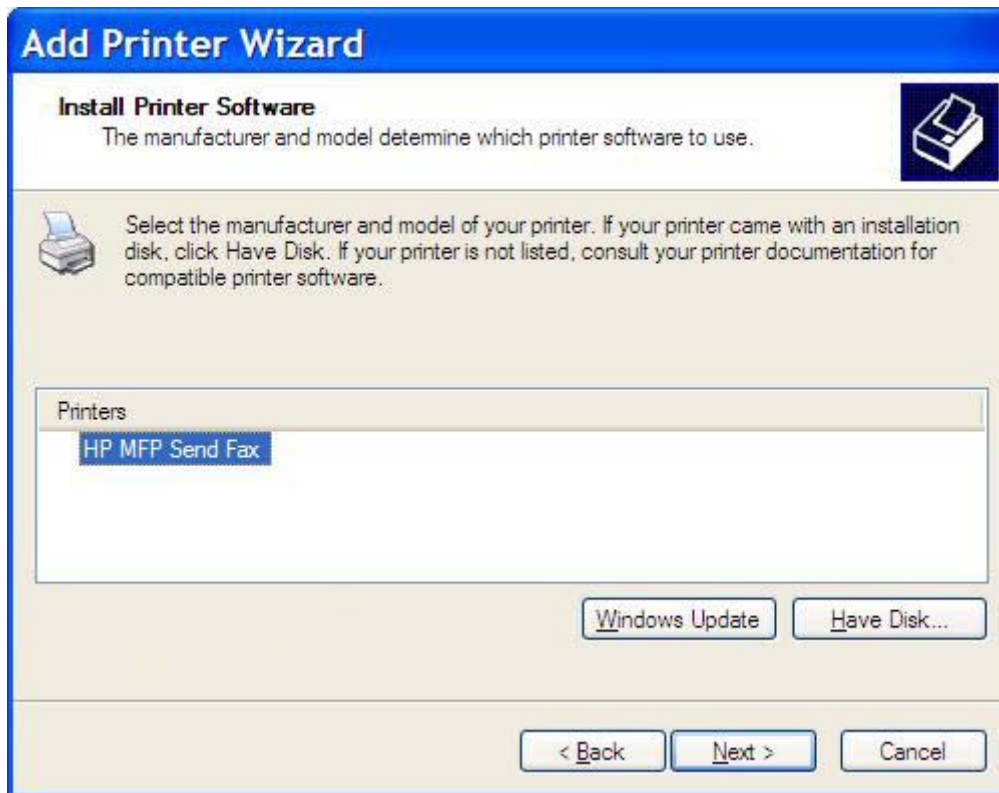 Add Printer Wizard
Install Printer Software
The manufacturer and model determine which printer software to use.
Select the manufacturer and model of your printer. If your printer came with an installation
disk, click Have Disk. If your printer is not listed, consult your printer documentation for
compatible printer software.
Printers
HP MFP Send Fax
Windows Update
Have Disk...
< Back
Next >
Cancel